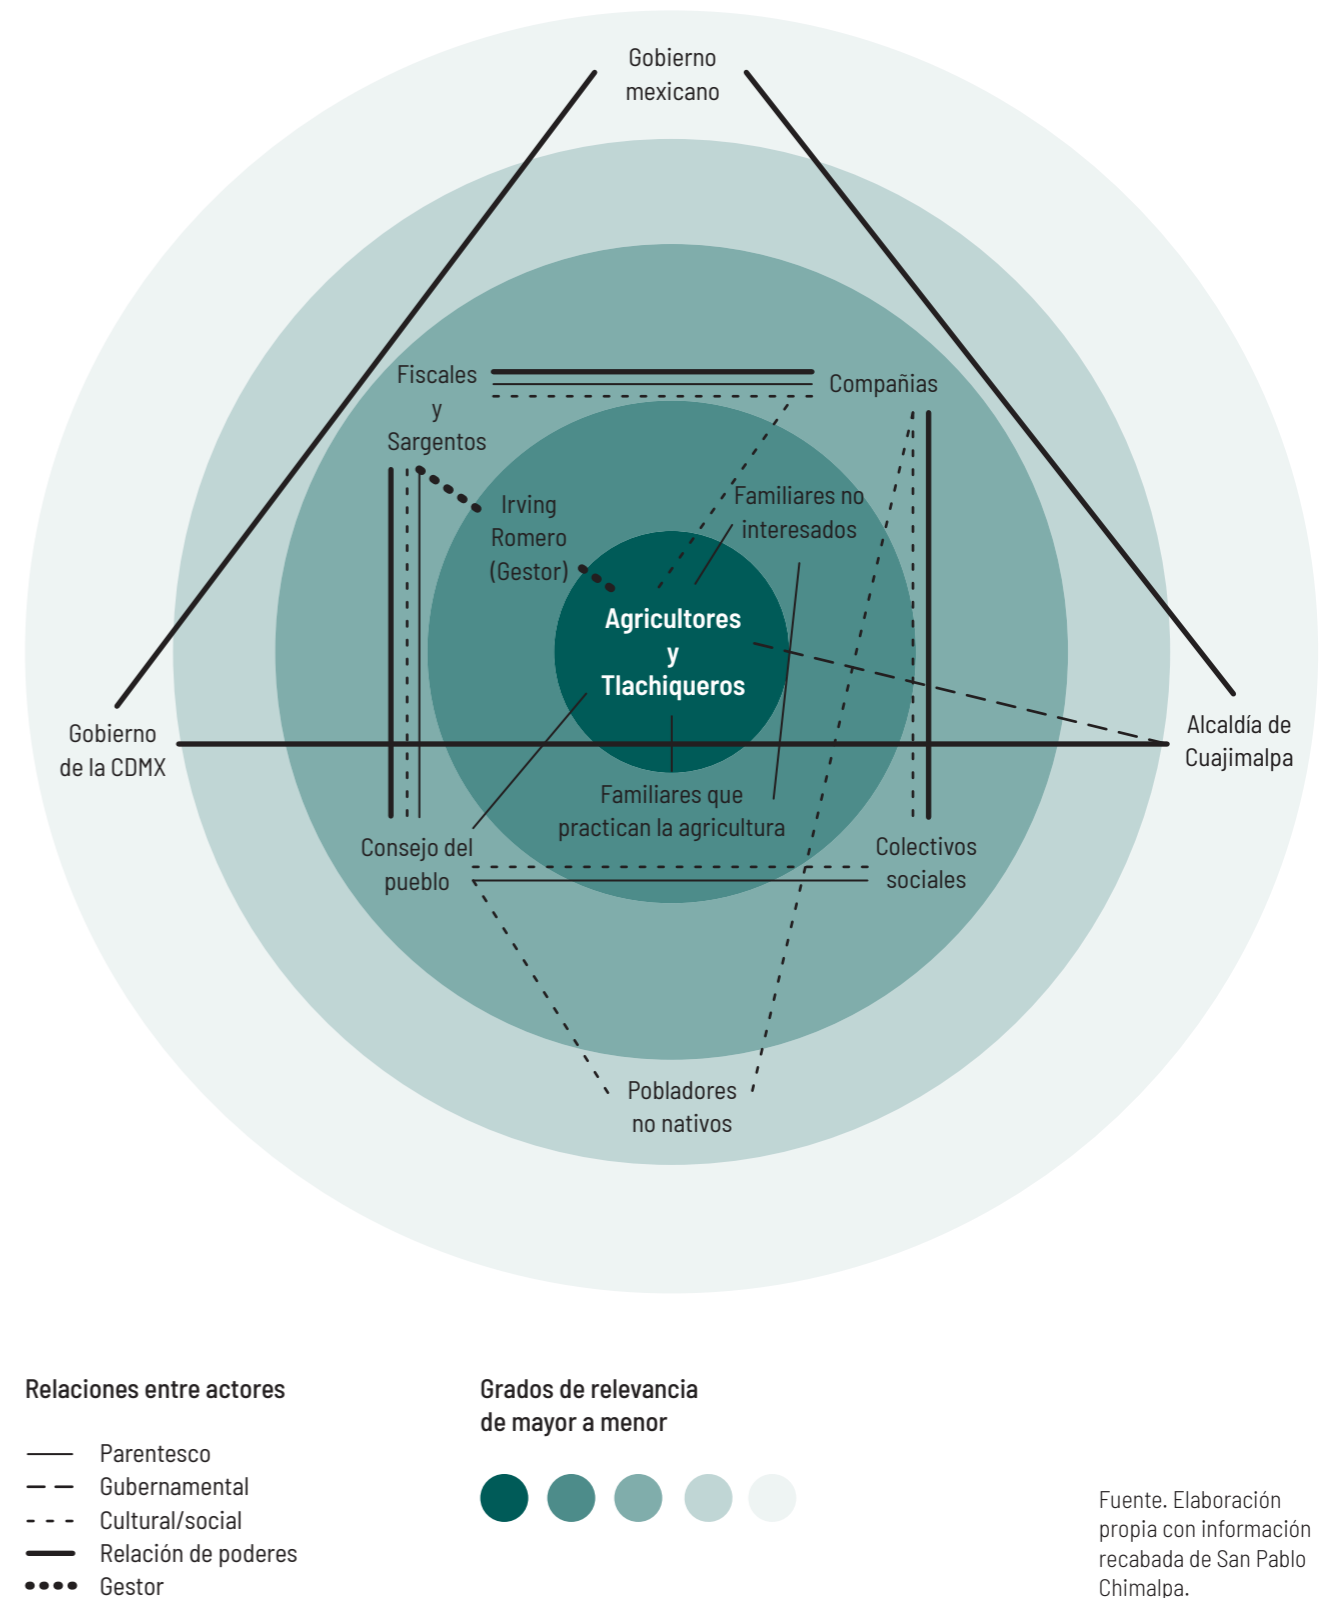 Gobierno
mexicano
Fiscales
y
Sargentos
Compañias
Irving
Romero
(Gestor)
Familiares no
interesados
Agricultores
y
Tlachiqueros
Gobierno
de la CDMX
Alcaldía de
Cuajimalpa
Familiares que
practican la agricultura
Consejo del
pueblo
Colectivos
sociales
Pobladores
no nativos
Relaciones entre actores
Parentesco
Gubernamental
Cultural/social
Relación de poderes
Gestor
Grados de relevancia
de mayor a menor
Fuente. Elaboración
propia con información
recabada de San Pablo
Chimalpa.